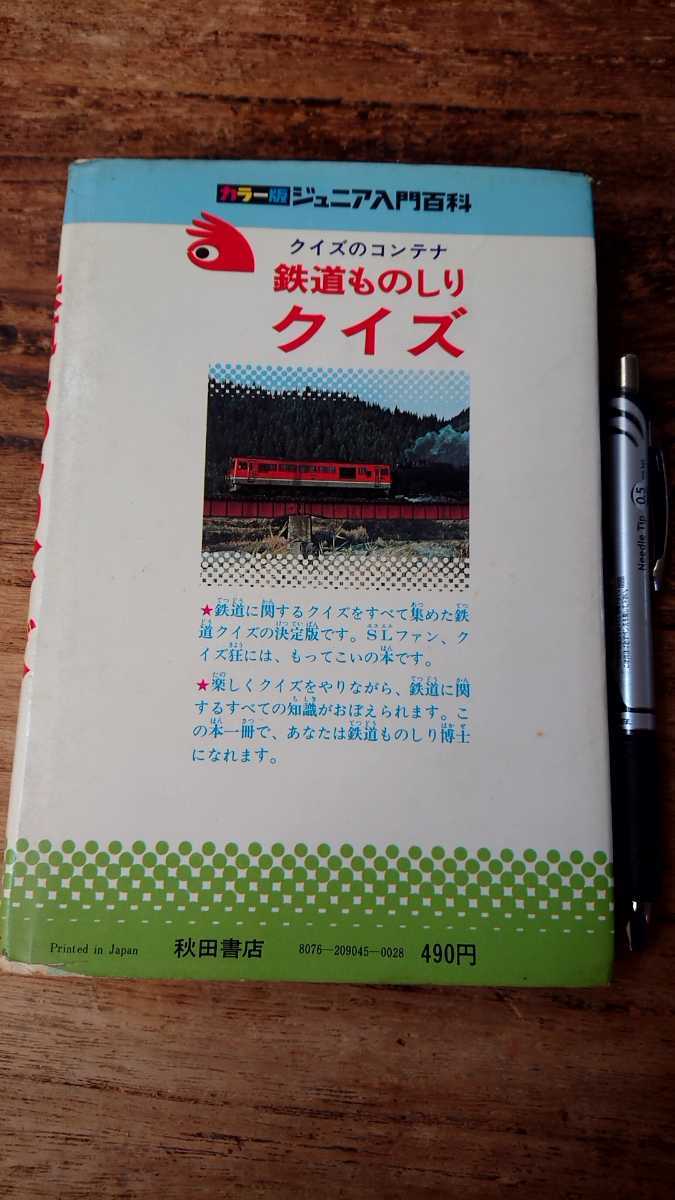 カラー版ジュニア入門百科
クイズのコンテナ
鉄道ものしり
クイズ
★鉄道に関するクイズをすべて集めた鉄
道クイズの決定版です。SLファン、ク
イズ狂には、もってこいの本です。
★楽しくクイズをやりながら、鉄道に関
するすべての知識がおぼえられます。こ
の本一冊で、あなたは鉄道ものしり博士
になれます。
Printed in Japan 秋田書店 8076-209045-0028 490円
0.5
Needle Tip